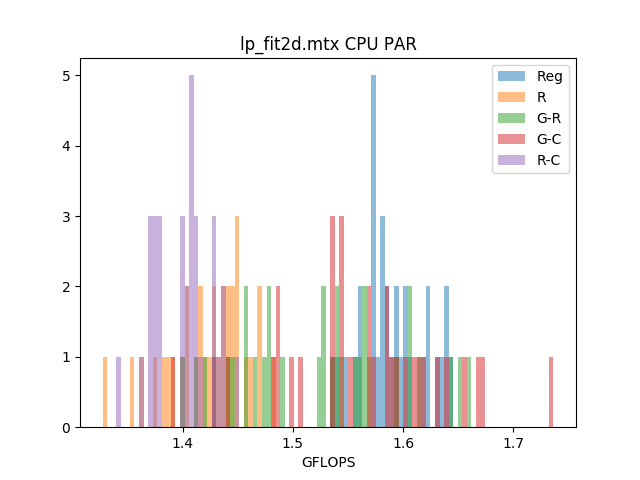 lp_fit2d.mtx CPU PAR
5
4
3
2
1
0
1.4 1.5 1.6 1.7
GFLOPS
Reg
R
G-R
G-C
R-C